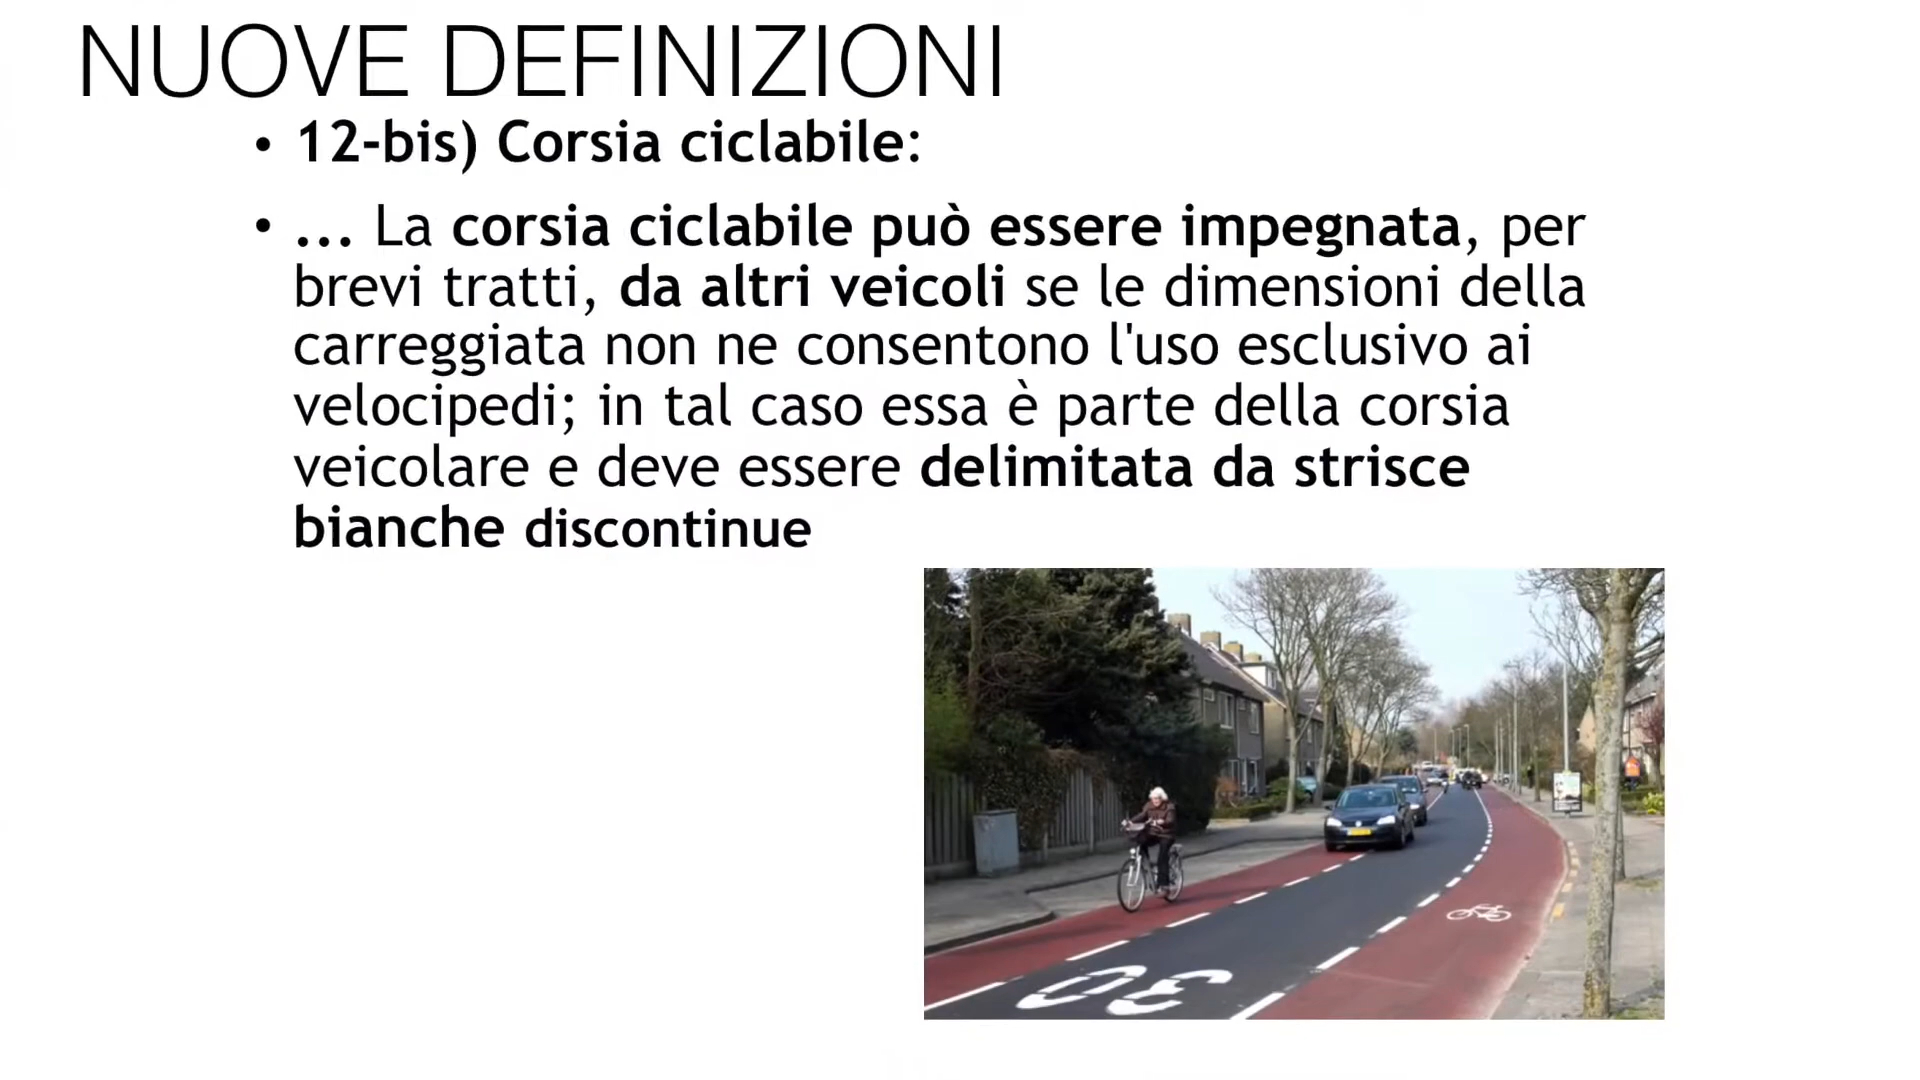 NUOVE DEFINIZIONI
• 12-bis) Corsia ciclabile:
• ... La corsia ciclabile può essere impegnata, per
brevi tratti, da altri veicoli se le dimensioni della
carreggiata non ne consentono l'uso esclusivo ai
velocipedi; in tal caso essa è parte della corsia
veicolare e deve essere delimitata da strisce
bianche discontinue
30